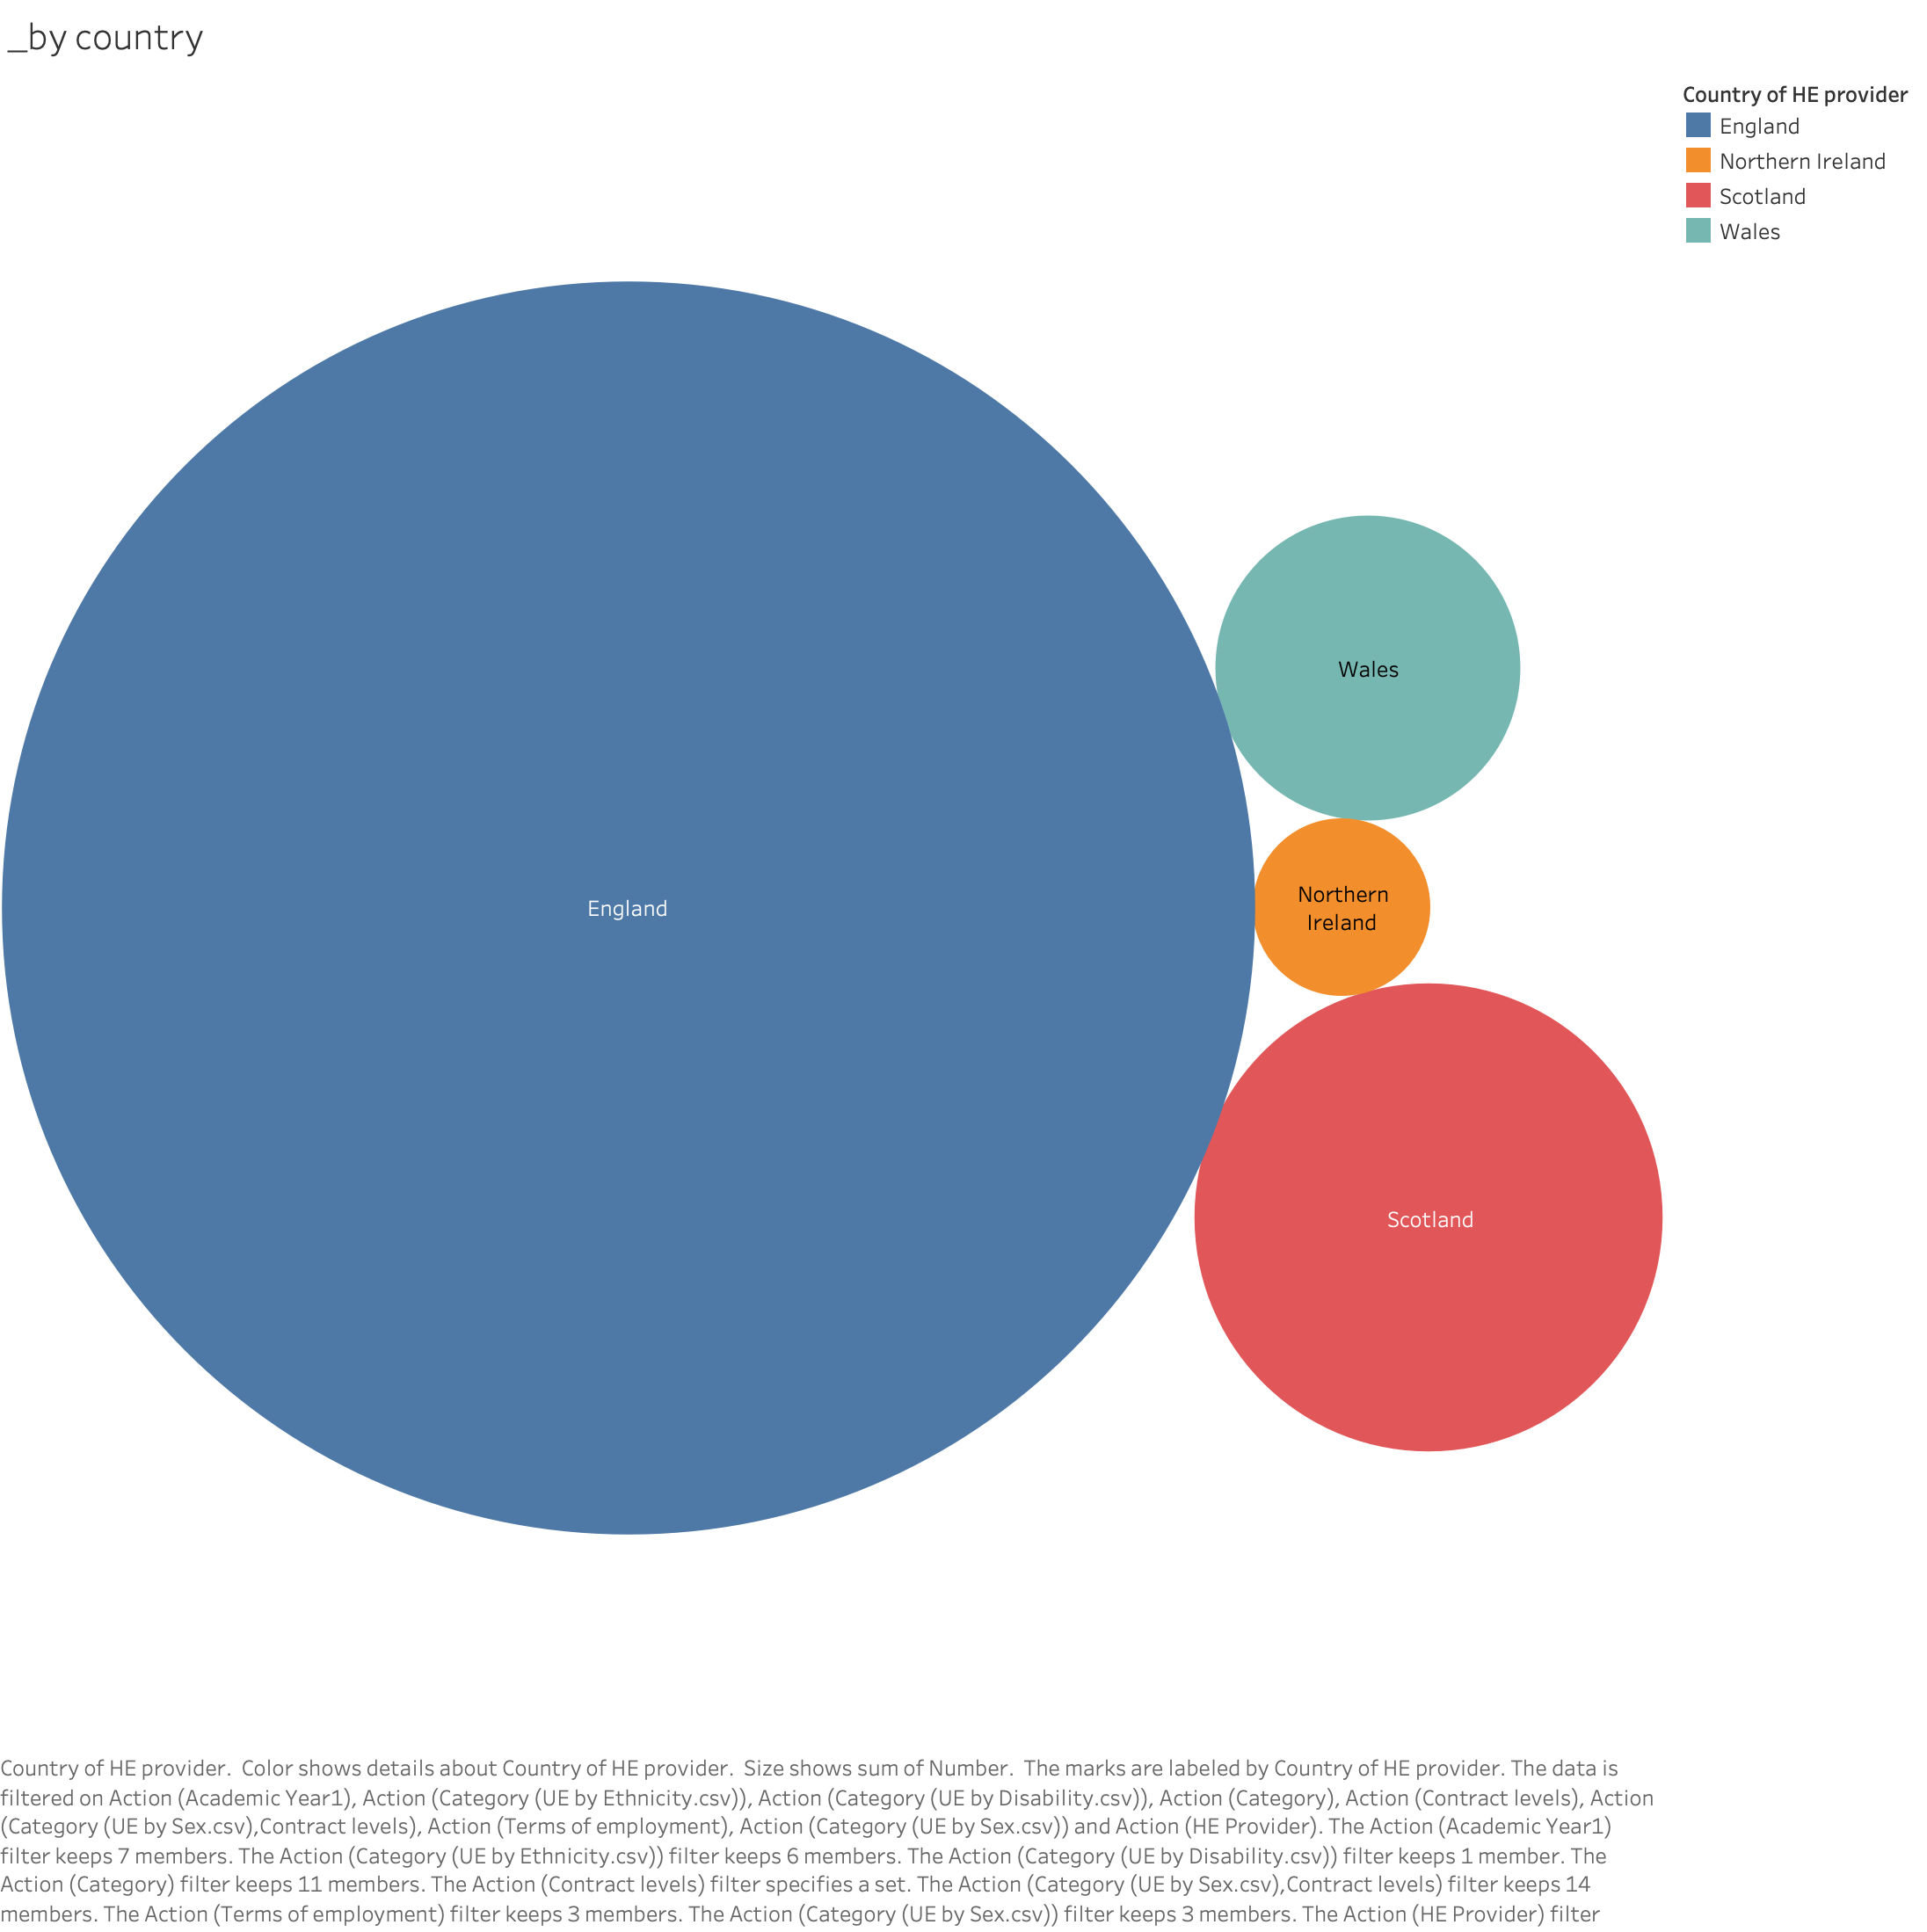 _by country
Country of HE provider
England
Northern Ireland
Scotland
Wales
Wales
Northern
Ireland
England
Scotland
Country of HE provider.  Color shows details about Country of HE provider.  Size shows sum of Number.  The marks are labeled by Country of HE provider. The data is
filtered on Action (Academic Year1), Action (Category (UE by Ethnicity.csv)), Action (Category (UE by Disability.csv)), Action (Category), Action (Contract levels), Action
(Category (UE by Sex.csv),Contract levels), Action (Terms of employment), Action (Category (UE by Sex.csv)) and Action (HE Provider). The Action (Academic Year1)
filter keeps 7 members. The Action (Category (UE by Ethnicity.csv)) filter keeps 6 members. The Action (Category (UE by Disability.csv)) filter keeps 1 member. The
Action (Category) filter keeps 11 members. The Action (Contract levels) filter specifies a set. The Action (Category (UE by Sex.csv),Contract levels) filter keeps 14
members. The Action (Terms of employment) filter keeps 3 members. The Action (Category (UE by Sex.csv)) filter keeps 3 members. The Action (HE Provider) filter